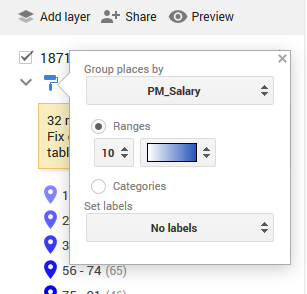 Add layer Share Preview
1871
Group places by
PM_Salary
Ranges
10
Categories
Set labels
No labels
32
Fix
tabl
1
2
3
56 - 74 (65)
75 - 91 (46)